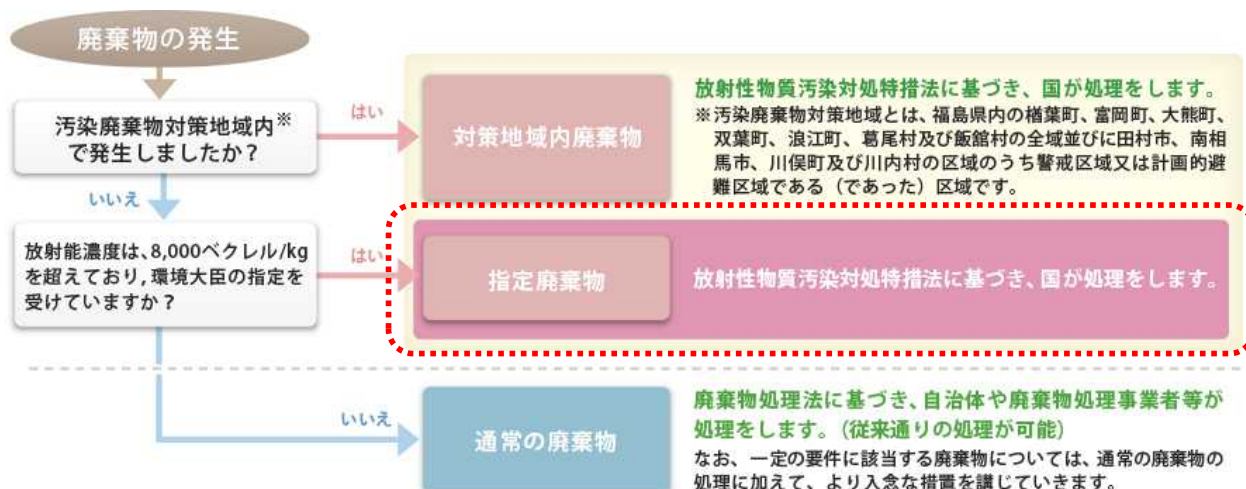 廃棄物の発生
汚染廃棄物対策地域内※
で発生しましたか？
はい
対策地域内廃棄物
放射性物質汚染対処特措法に基づき、国が処理をします。
※汚染廃棄物対策地域とは、福島県内の楢葉町、富岡町、大熊町、
双葉町、浪江町、葛尾村及び飯舘村の全域並びに田村市、南相
馬市、川俣町及び川内村の区域のうち警戒区域又は計画的避
難区域である（であった）区域です。
いいえ
放射能濃度は、8,000ベクレル/kg
を超えており,環境大臣の指定を
受けていますか？
はい
指定廃棄物
放射性物質汚染対処特措法に基づき、国が処理をします。
いいえ
通常の廃棄物
廃棄物処理法に基づき、自治体や廃棄物処理事業者等が
処理をします。（従来通りの処理が可能）
なお、一定の要件に該当する廃棄物については、通常の廃棄物の
処理に加えて、より入念な措置を講じていきます。